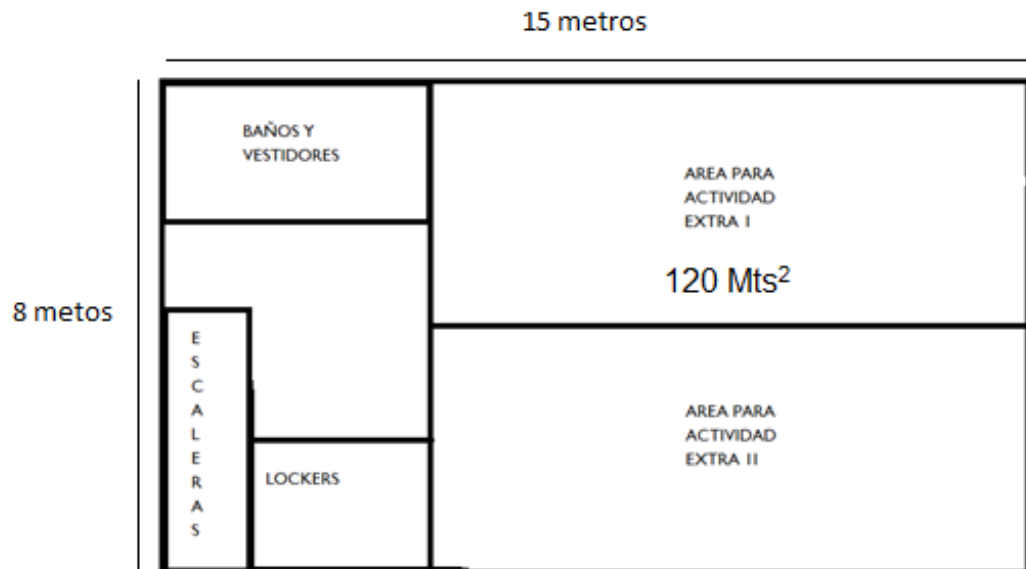 15 metros
BAÑOS Y
VESTIDORES
AREA PARA
ACTIVIDAD
EXTRA I
120 Mts²
8 metos
E
S
C
A
L
E
R
A
S
AREA PARA
ACTIVIDAD
EXTRA II
LOCKERS